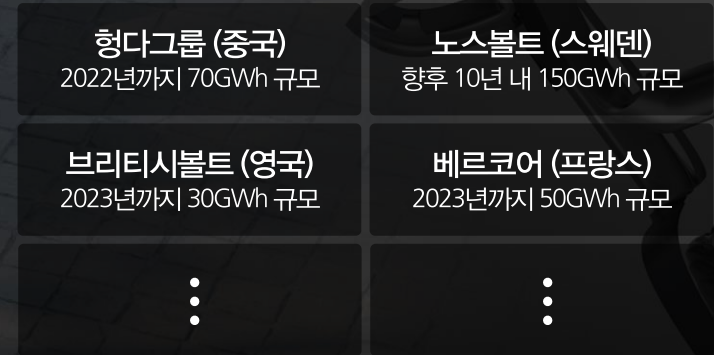 헝다그룹 (중국)
2022년까지 70GWh 규모
노스볼트 (스웨덴)
향후 10년 내 150GWh 규모
브리티시볼트 (영국)
2023년까지 30GWh 규모
베르코어 (프랑스)
2023년까지 50GWh 규모